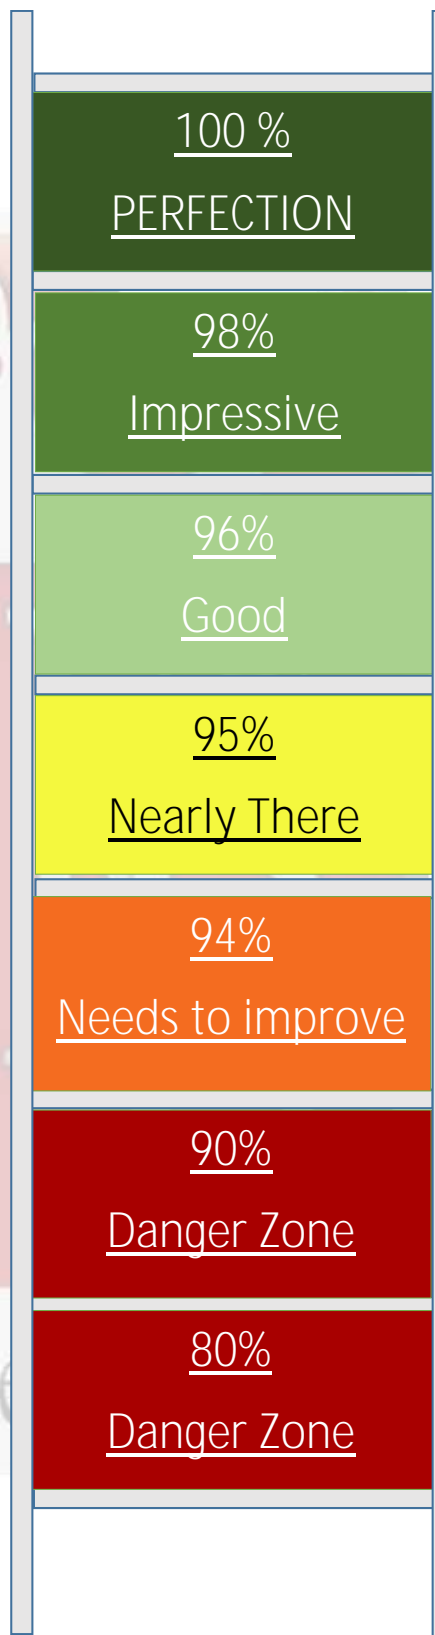 100 %
PERFECTION
98%
Impressive
96%
Good
95%
Nearly There
94%
Needs to improve
90%
Danger Zone
80%
Danger Zone